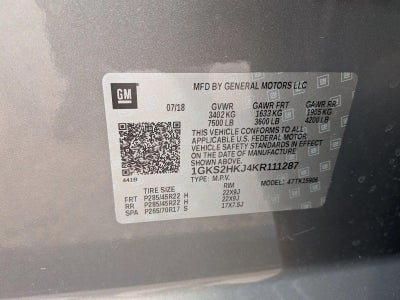 GM
MFD BY GENERAL MOTORS LLC
07/18 GVWR GAWR FRT GAWR RR
3402 KG 1633 KG 1905 KG
7500 LB 3600 LB 4200 LB
THIS VEHICLE CONFORMS TO ALL
APPLICABLE U.S. FEDERAL MOTOR
VEHICLE SAFETY STANDARDS IN EFFECT
ON THE DATE OF MANUFACTURE
SHOWN ABOVE.
1GKS2HKJ4KR111287
TYPE: M.P.V. MODEL: 4TTK15906
4419
TIRE SIZE RIM
FRT P285/45R22 H 22X9J
RR P285/45R22 H 22X9J
SPA P265/70R17 S 17X7.5J